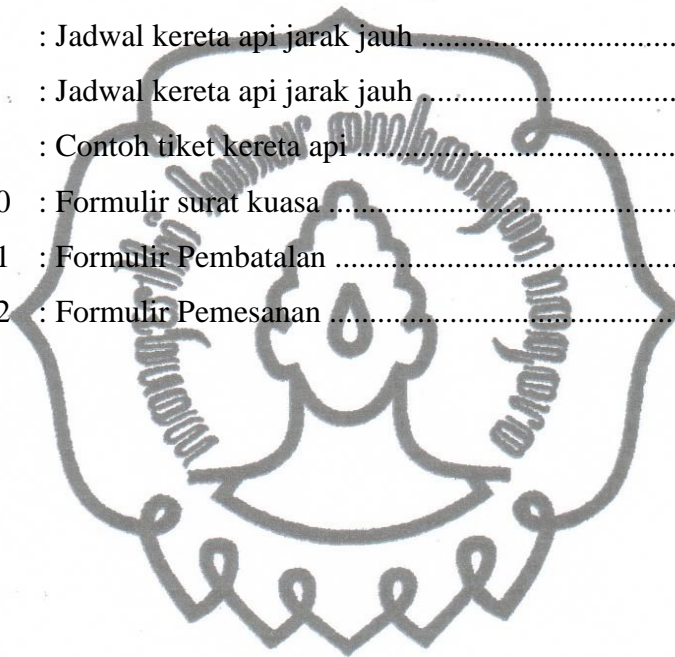 : Jadwal kereta api jarak jauh ................................
: Jadwal kereta api jarak jauh ................................
: Contoh tiket kereta api ........................................
0 : Formulir surat kuasa ...........................................
1 : Formulir Pembatalan ..........................................
2 : Formulir Pemesanan ...........................................